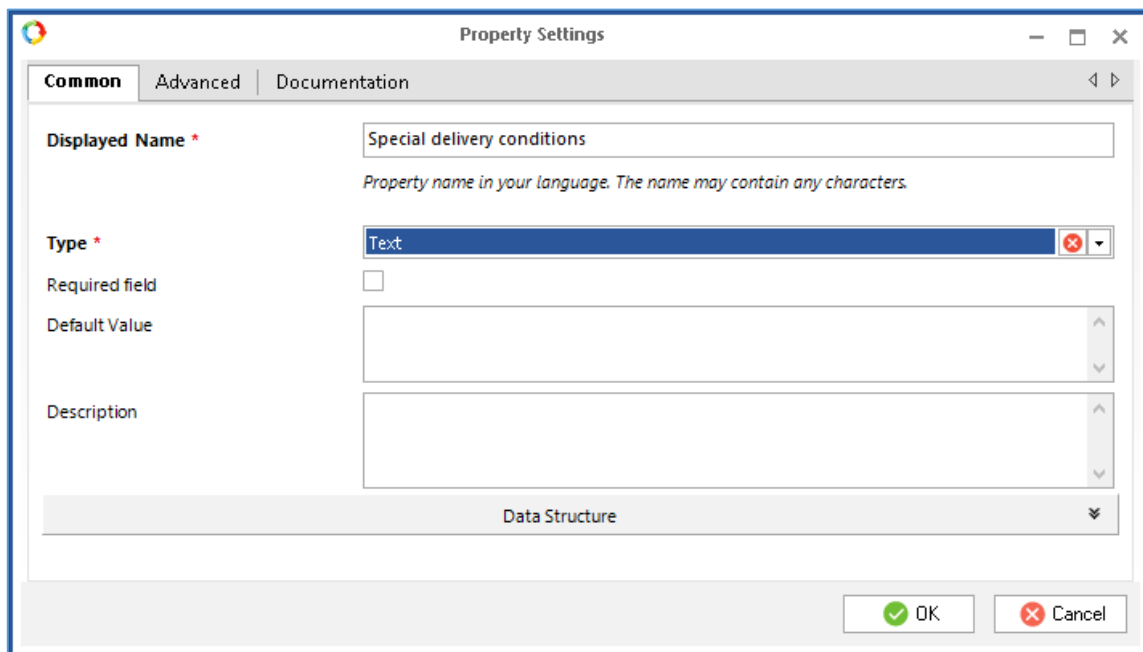 Property Settings
Common Advanced Documentation
Displayed Name * Special delivery conditions
Property name in your language. The name may contain any characters.
Type * Text
Required field
Default Value
Description
Data Structure
OK Cancel